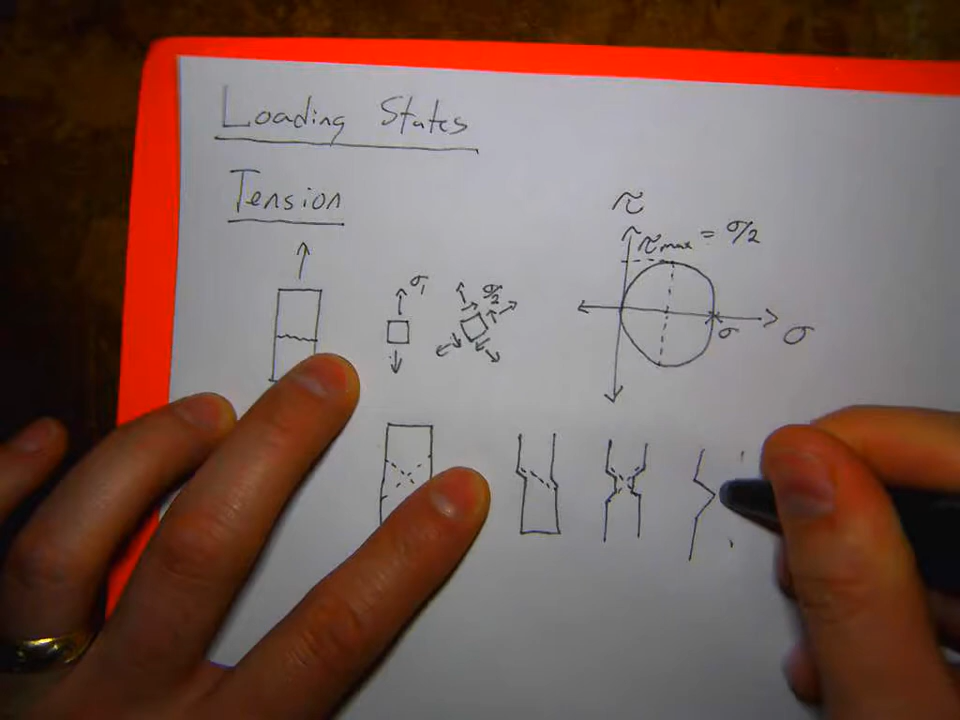 Loading States
Tension
τ
τmax = σ/2
σ1
σ/2
σ
σ